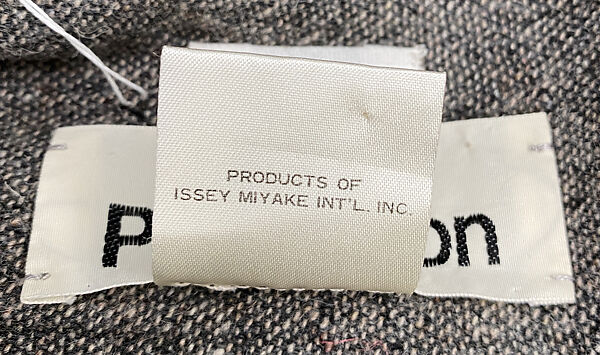 PRODUCTS OF
ISSEY MIYAKE INT'L. INC.